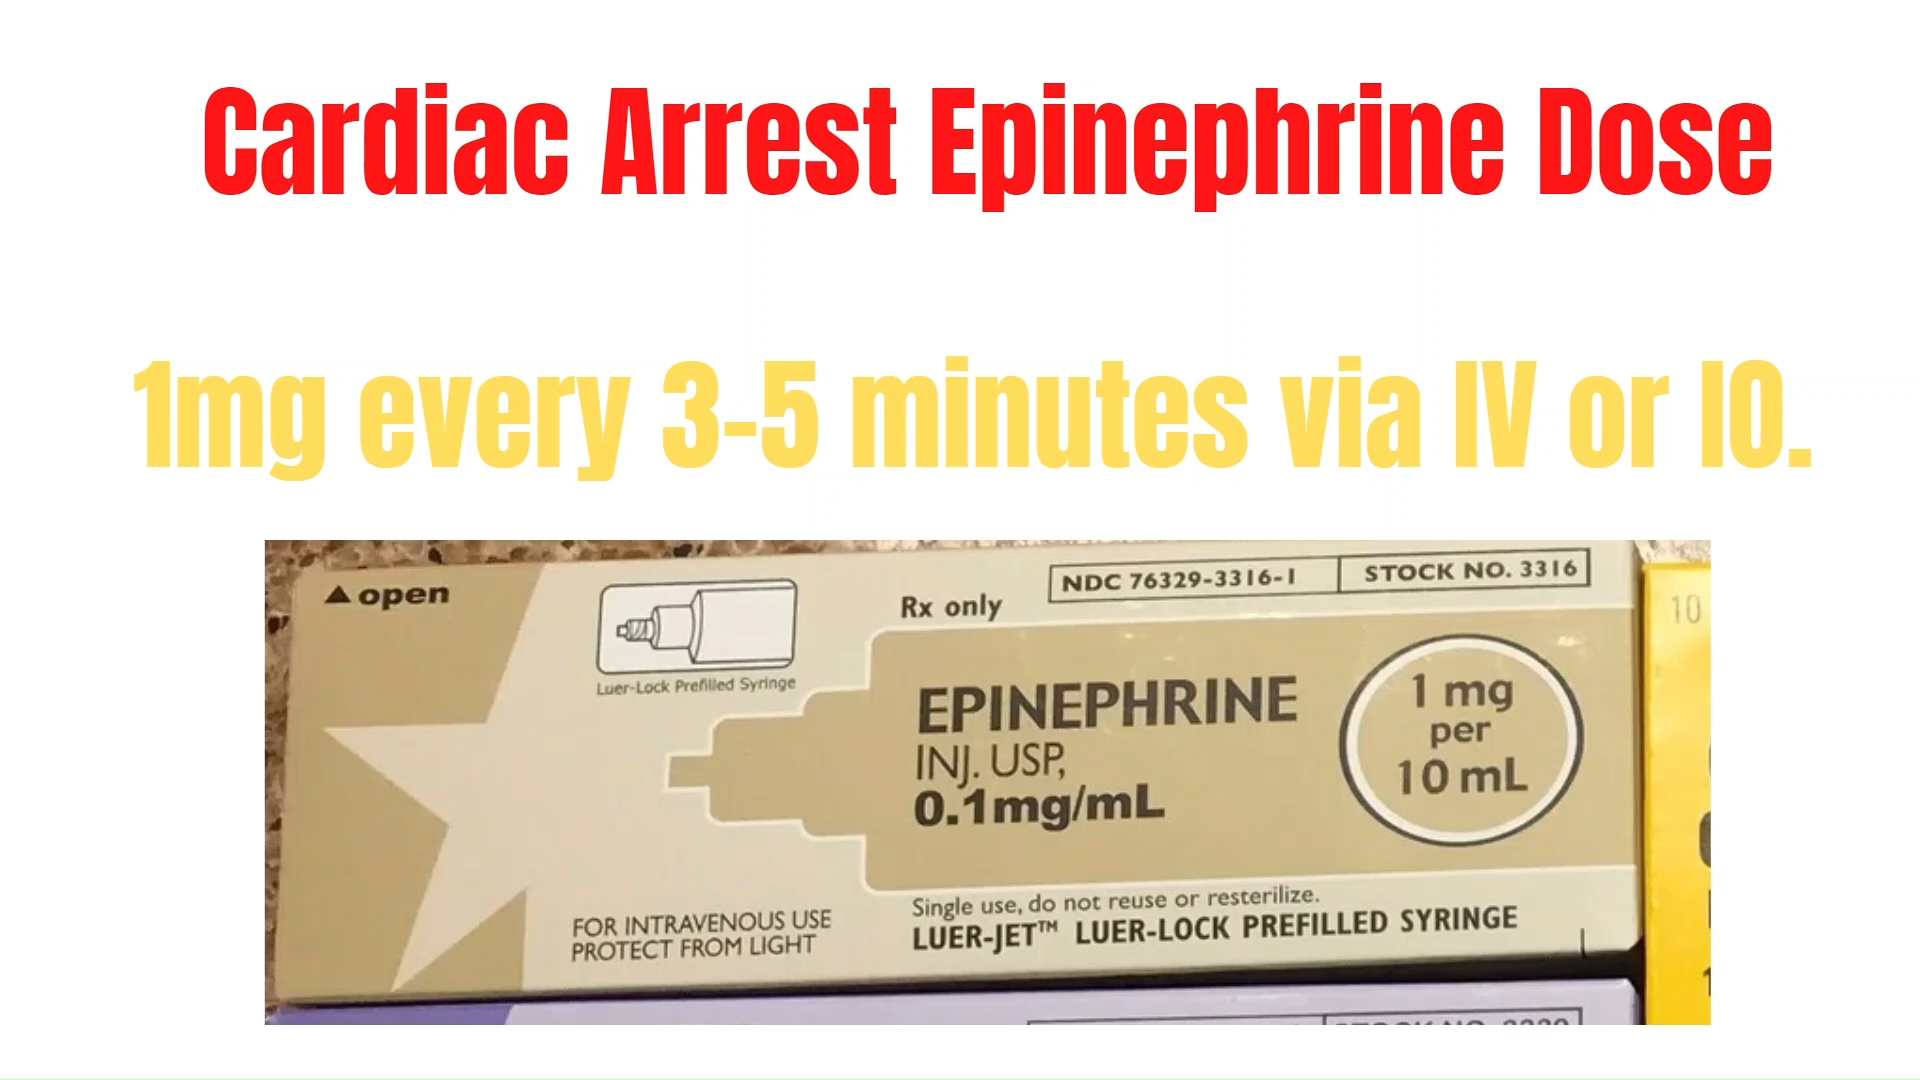 Cardiac Arrest Epinephrine Dose
1mg every 3-5 minutes via IV or IO.
open
Rx only
NDC 76329-3316-1
STOCK NO. 3316
10
Luer-Lock Prefilled Syringe
EPINEPHRINE
INJ. USP,
0.1mg/mL
1 mg
per
10 mL
FOR INTRAVENOUS USE
PROTECT FROM LIGHT
Single use, do not reuse or resterilize.
LUER-JET™ LUER-LOCK PREFILLED SYRINGE